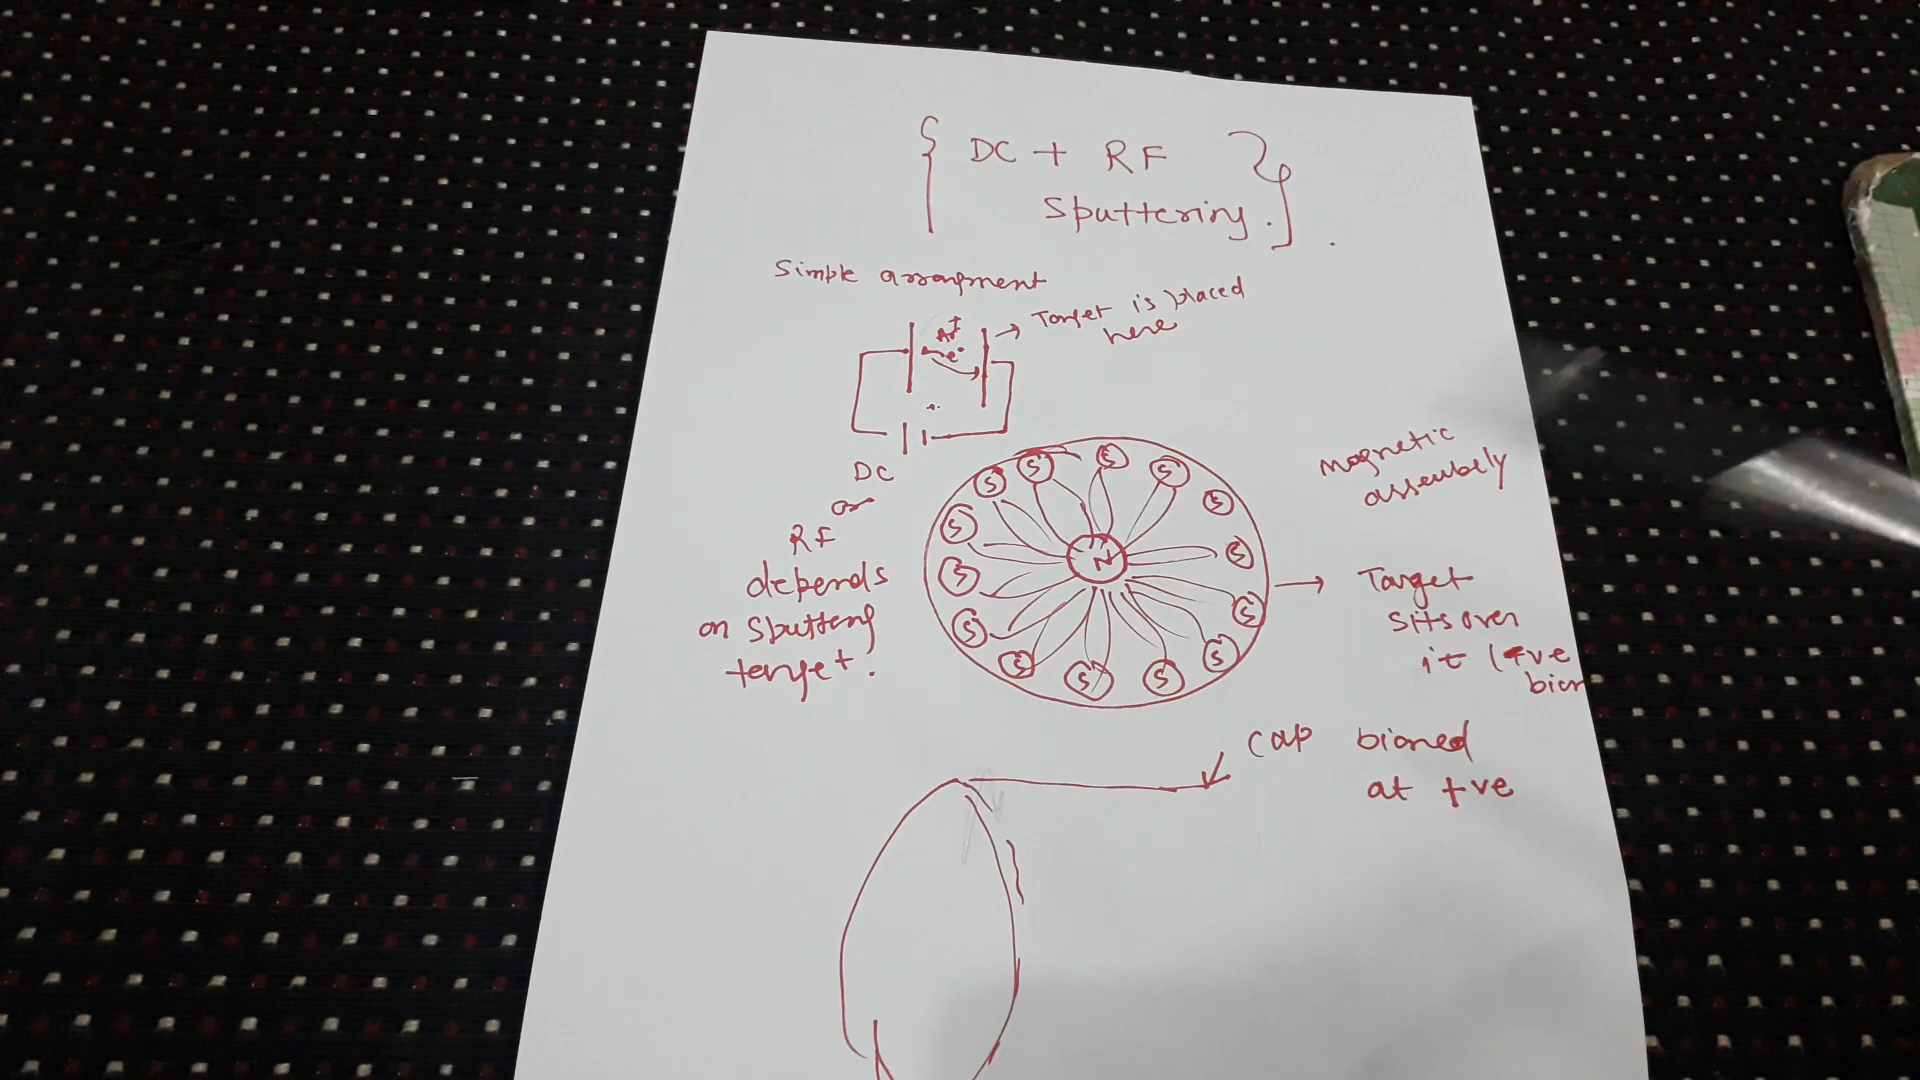 DC + RF
Sputtering.
Simple arrangment
Ar+
e-
Target is placed
here
DC
or
RF
depends
on sputtering
target.
S S S S S
S S S S S
S S S S
N
magnetic
assembely
Target
sits over
it (+ve
bias
cap biased
at +ve